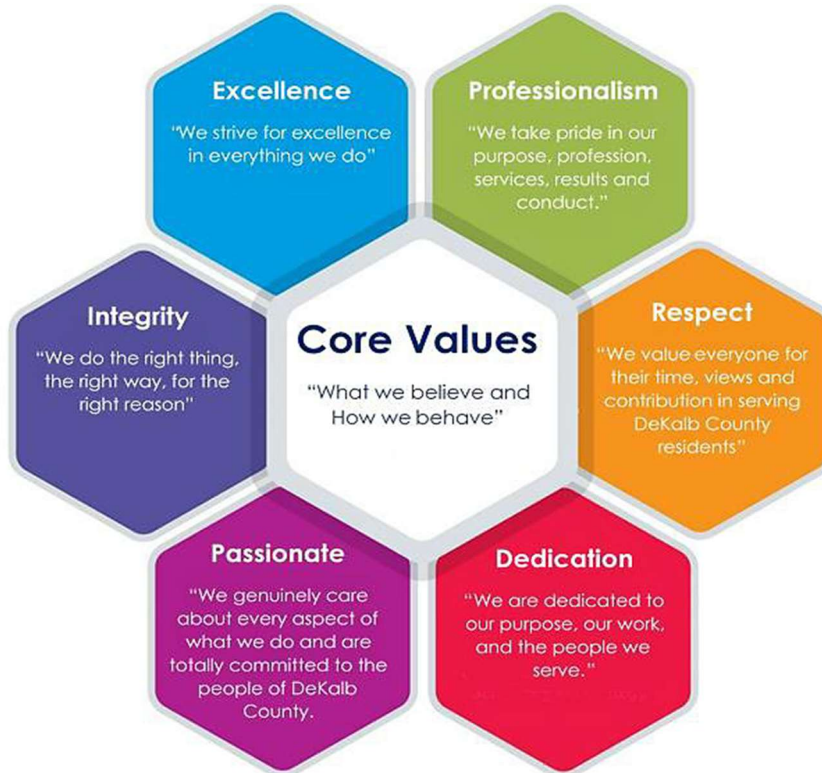 Excellence
"We strive for excellence
in everything we do"
Professionalism
"We take pride in our
purpose, profession,
services, results and
conduct."
Integrity
"We do the right thing,
the right way, for the
right reason"
Core Values
"What we believe and
How we behave"
Respect
"We value everyone for
their time, views and
contribution in serving
DeKalb County
residents"
Passionate
"We genuinely care
about every aspect of
what we do and are
totally committed to the
people of DeKalb
County.
Dedication
"We are dedicated to
our purpose, our work,
and the people we
serve."